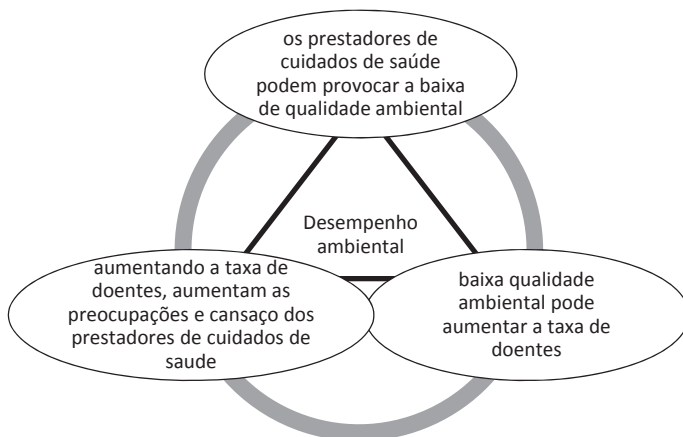 os prestadores de
cuidados de saúde
podem provocar a baixa
de qualidade ambiental
Desempenho
ambiental
aumentando a taxa de
doentes, aumentam as
preocupações e cansaço dos
prestadores de cuidados de
saude
baixa qualidade
ambiental pode
aumentar a taxa de
doentes